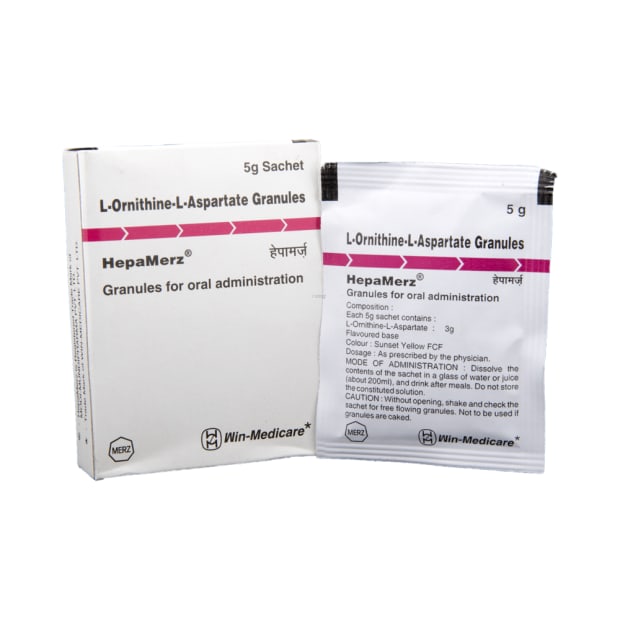 5g Sachet
L-Ornithine-L-Aspartate Granules
HepaMerz®
हेपामर्ज़
Granules for oral administration
MERZ
Win-Medicare*
5 g
L-Ornithine-L-Aspartate Granules
HepaMerz®
हेपामर्ज़
Granules for oral administration
Composition :
Each 5g sachet contains :
L-Ornithine-L-Aspartate : 3g
Flavoured base
Colour : Sunset Yellow FCF
Dosage : As prescribed by the physician.
MODE OF ADMINISTRATION : Dissolve the
contents of the sachet in a glass of water or juice
(about 200ml), and drink after meals. Do not store
the constituted solution.
CAUTION : Without opening, shake and check the
sachet for free flowing granules. Not to be used if
granules are caked.
MERZ
Win-Medicare*